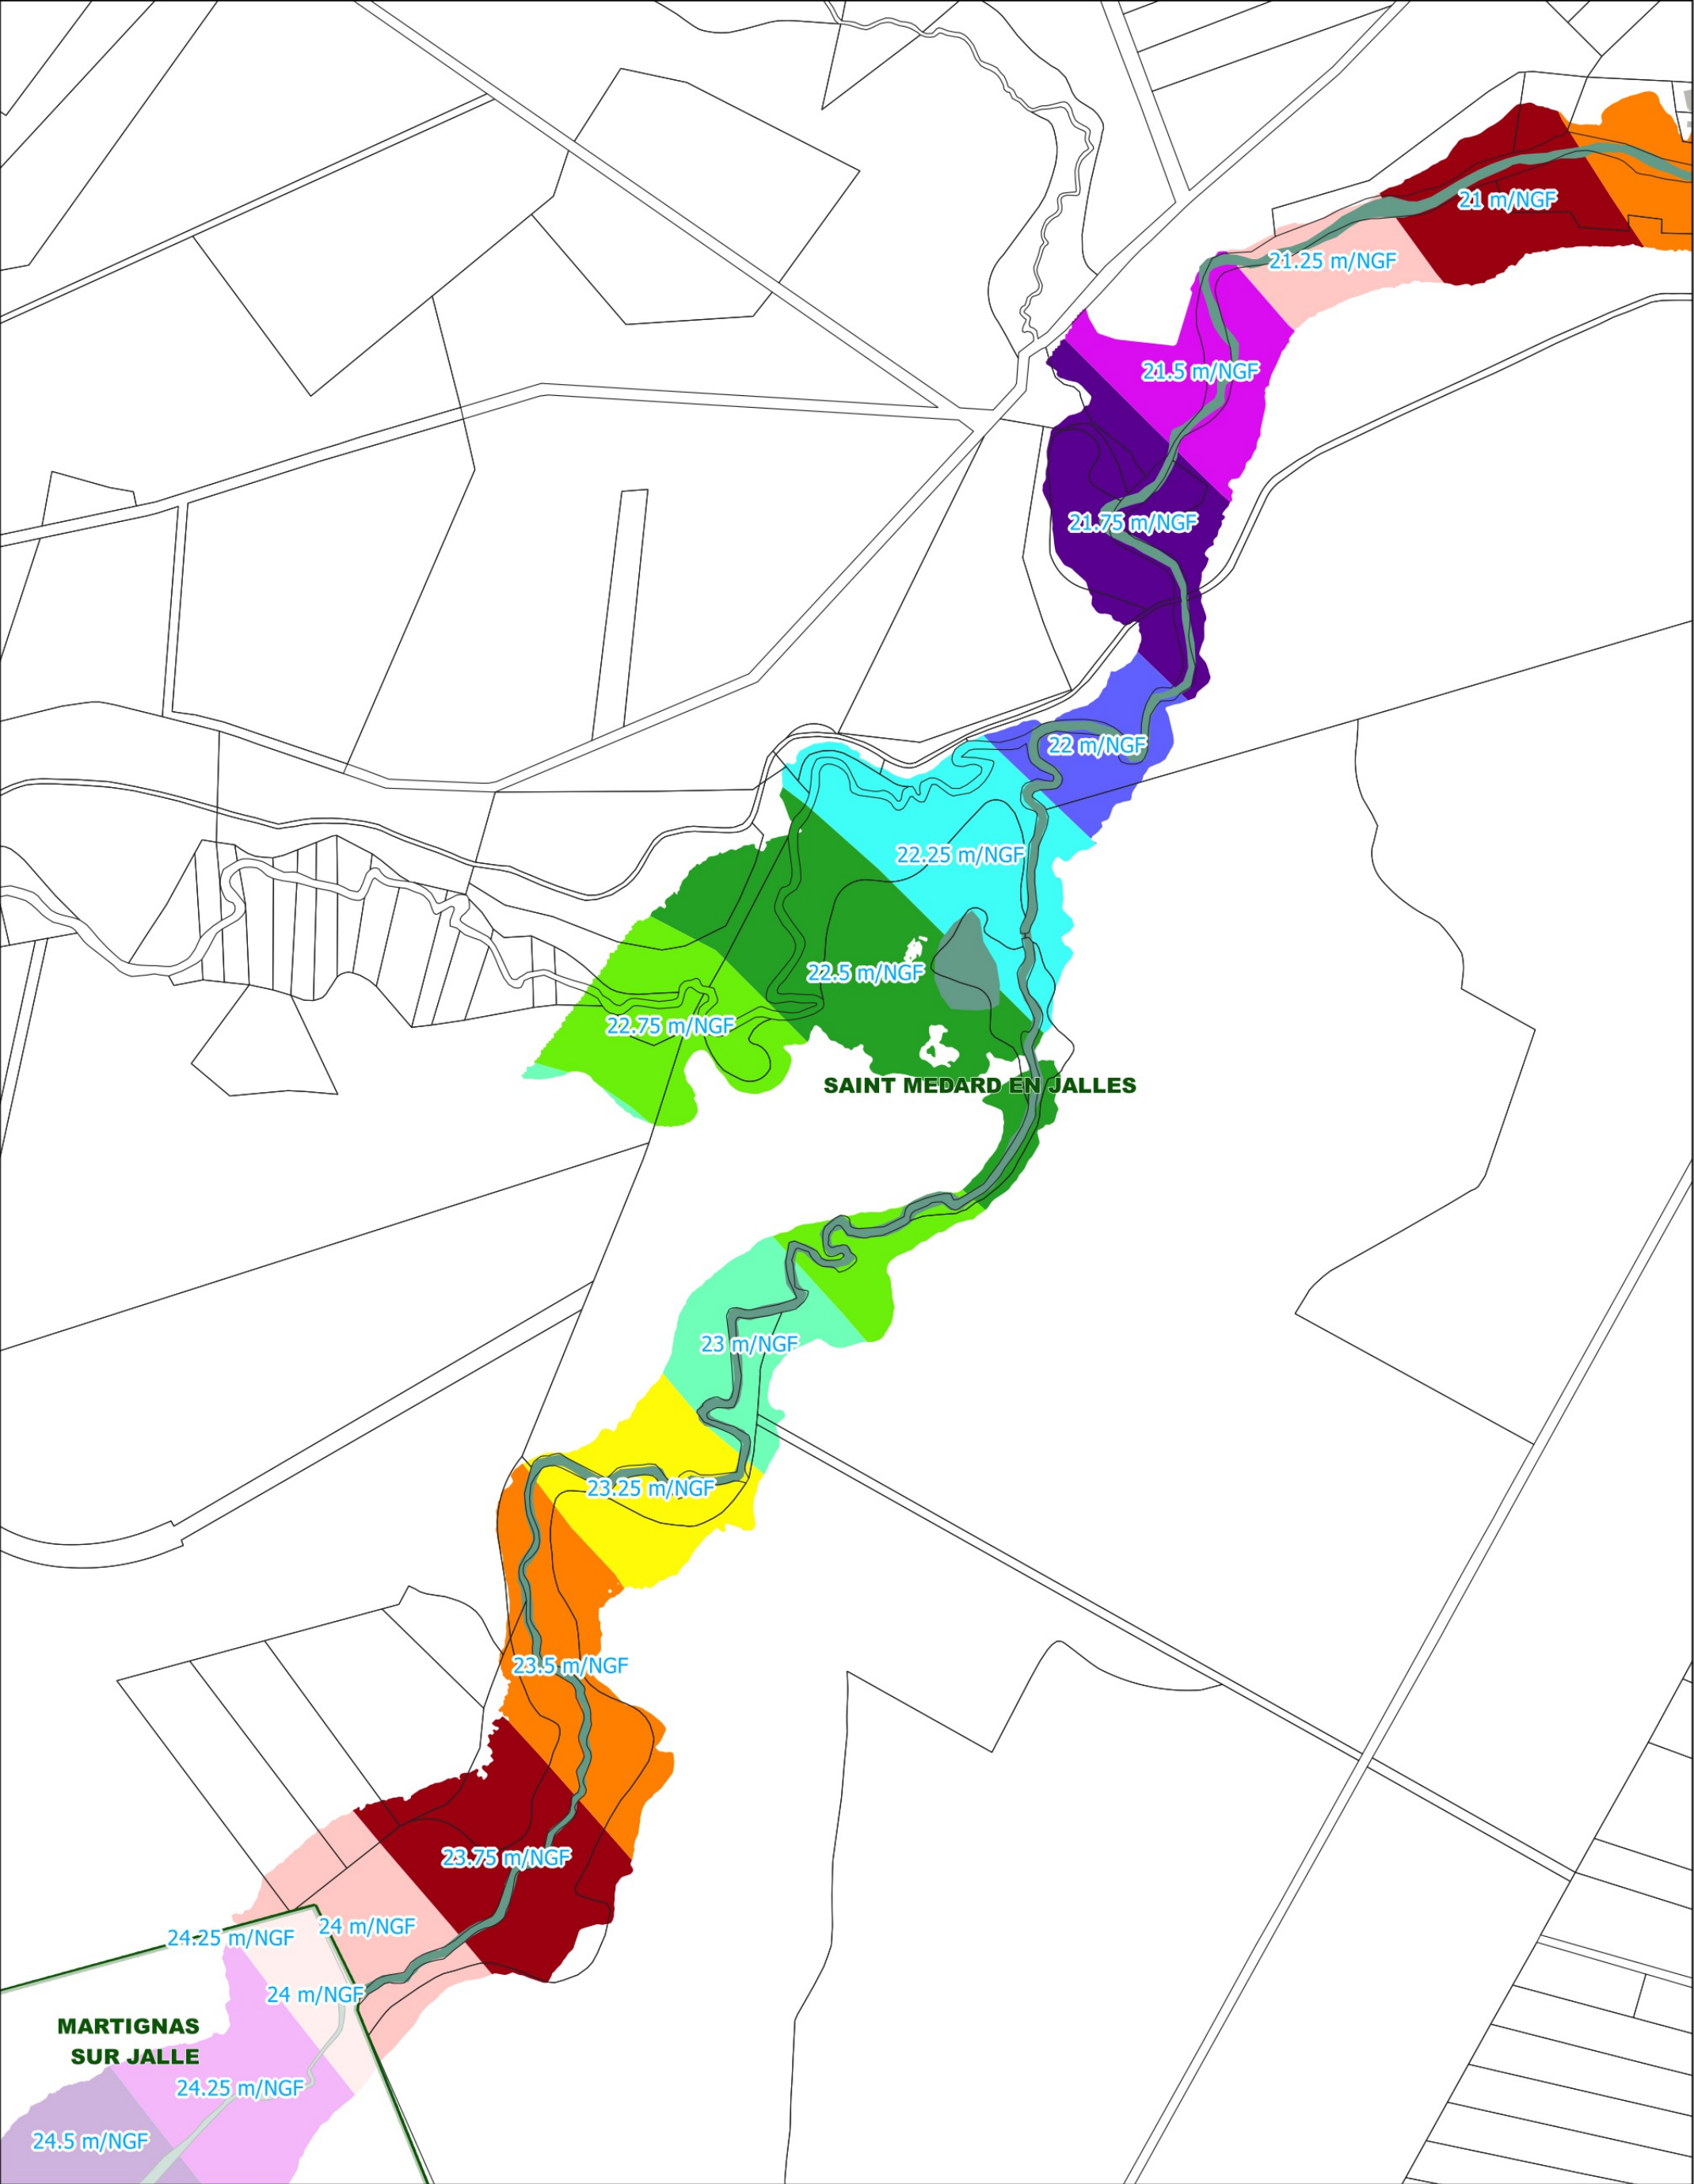 21 m/NGF
21.25 m/NGF
21.5 m/NGF
21.75 m/NGF
22 m/NGF
22.25 m/NGF
22.5 m/NGF
22.75 m/NGF
SAINT MEDARD EN JALLES
23 m/NGF
23.25 m/NGF
23.5 m/NGF
23.75 m/NGF
24 m/NGF
24.25 m/NGF
24 m/NGF
MARTIGNAS
SUR JALLE
24.25 m/NGF
24.5 m/NGF